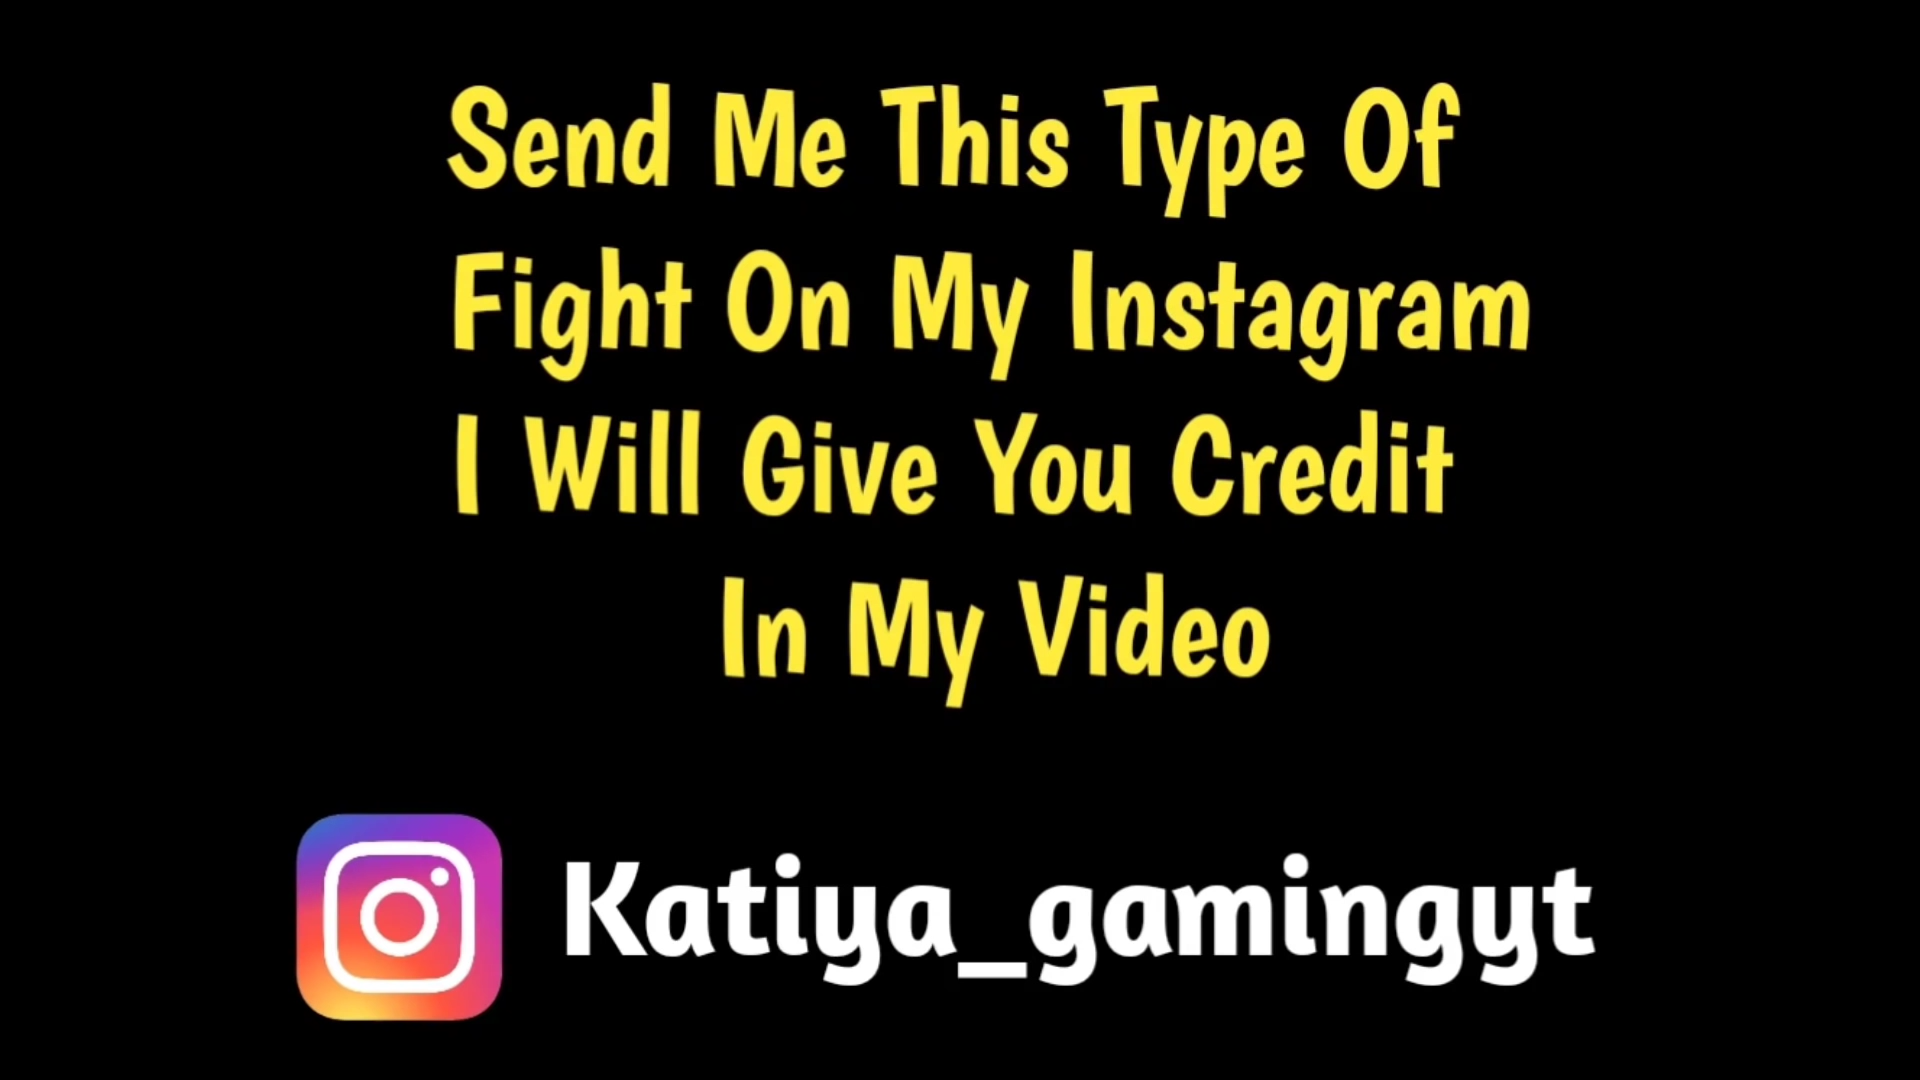 Send Me This Type Of
Fight On My Instagram
I Will Give You Credit
In My Video
Katiya_gamingyt